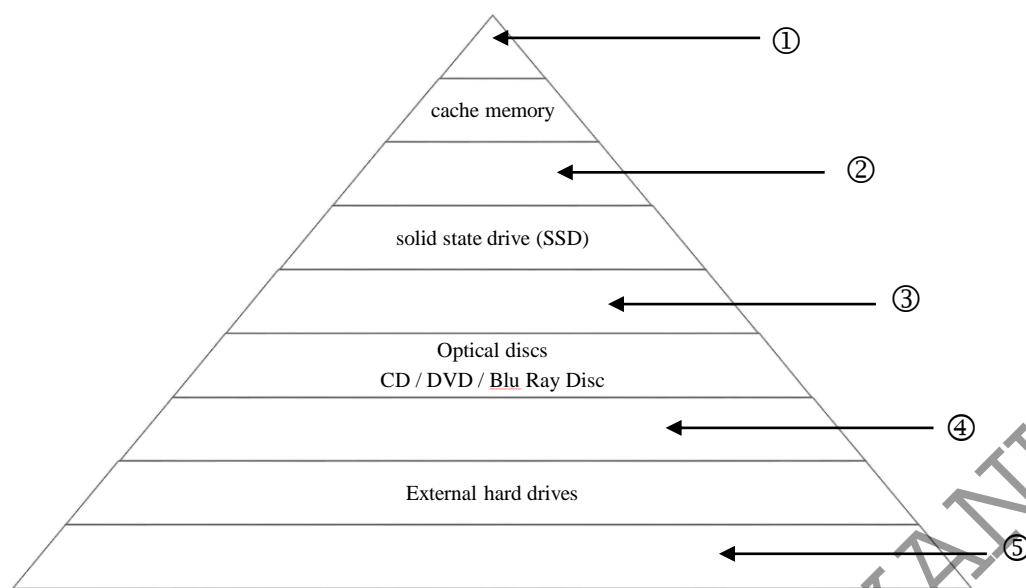 ①
cache memory
②
solid state drive (SSD)
③
Optical discs
CD / DVD / Blu Ray Disc
④
External hard drives
⑤